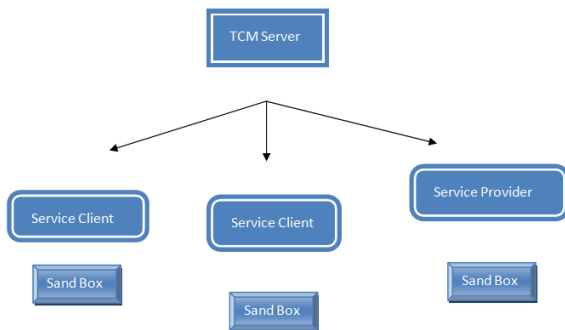 TCM Server
Service Client
Service Client
Service Provider
Sand Box
Sand Box
Sand Box